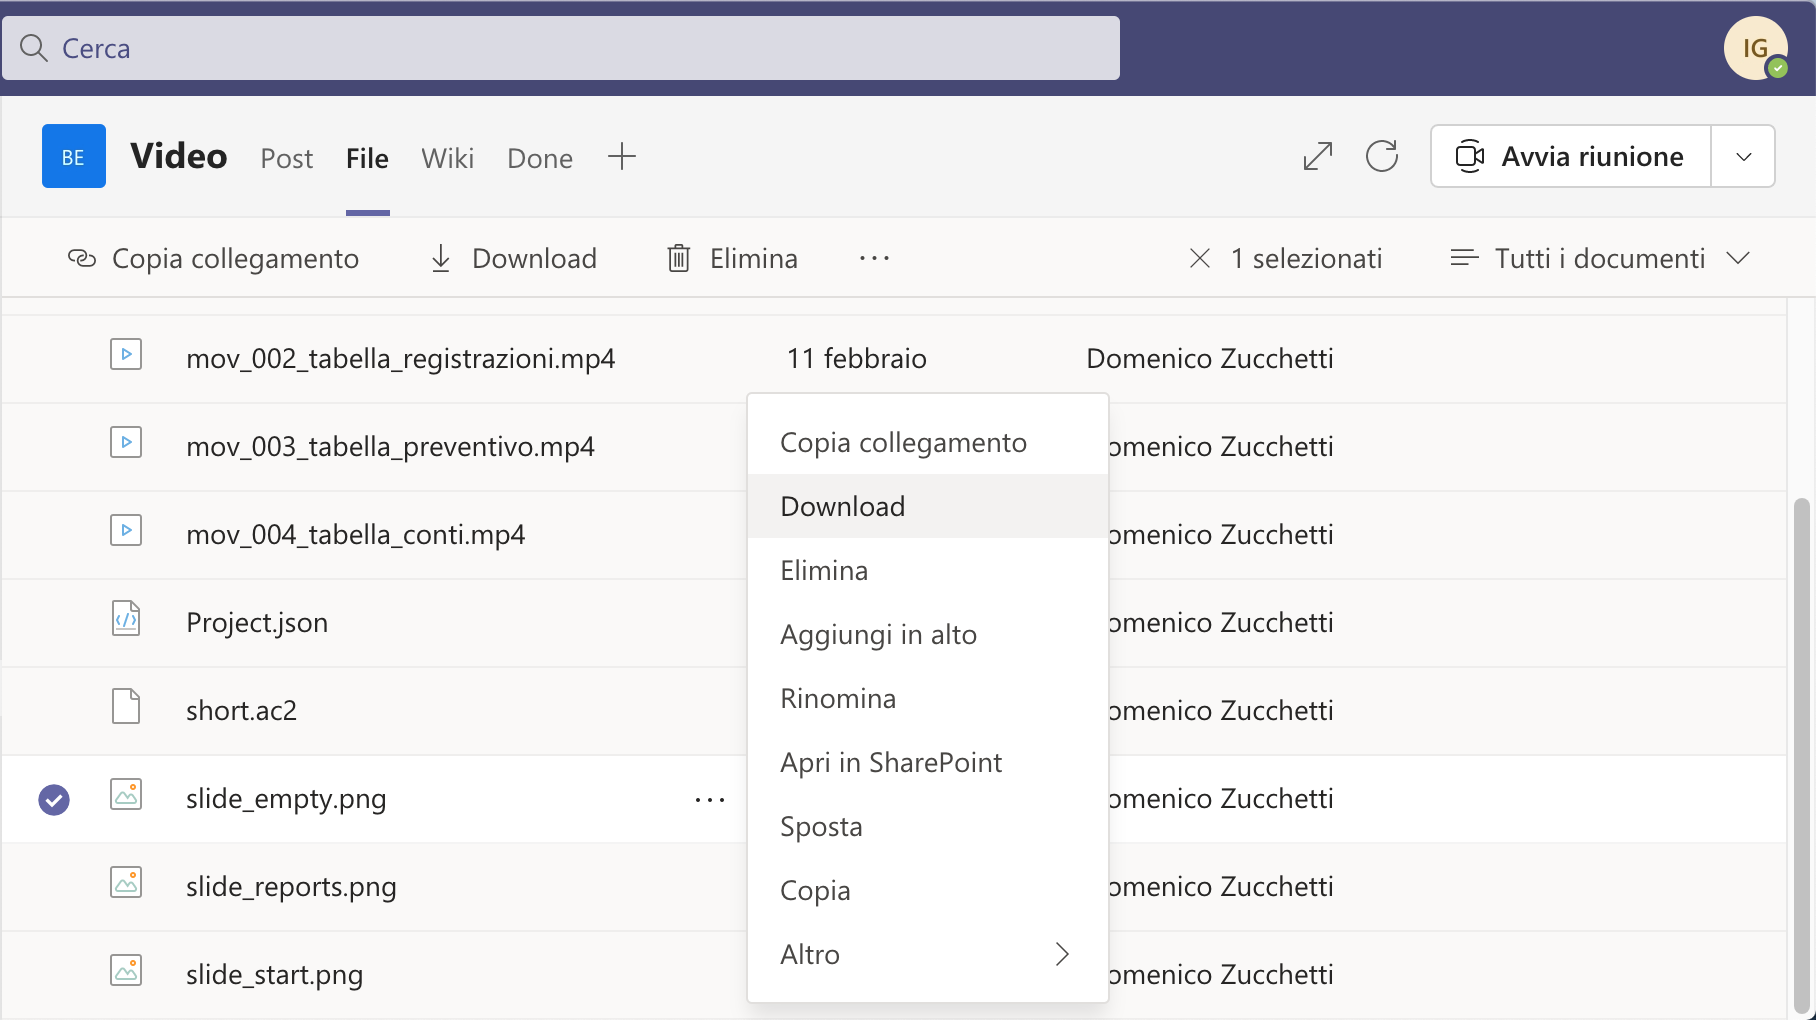 Cerca
IG
BE Video Post File Wiki Done Avvia riunione
Copia collegamento Download Elimina 1 selezionati Tutti i documenti
mov_002_tabella_registrazioni.mp4 11 febbraio Domenico Zucchetti
mov_003_tabella_preventivo.mp4 omenico Zucchetti
mov_004_tabella_conti.mp4 omenico Zucchetti
Project.json omenico Zucchetti
short.ac2 omenico Zucchetti
slide_empty.png omenico Zucchetti
slide_reports.png omenico Zucchetti
slide_start.png omenico Zucchetti
Copia collegamento
Download
Elimina
Aggiungi in alto
Rinomina
Apri in SharePoint
Sposta
Copia
Altro